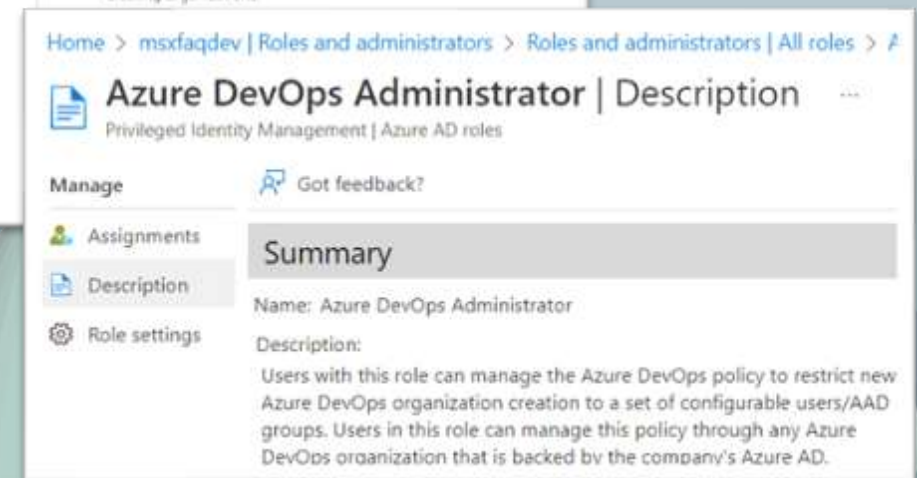 Home > msxfaqdev | Roles and administrators > Roles and administrators | All roles >
Azure DevOps Administrator | Description ...
Privileged Identity Management | Azure AD roles
Manage
Got feedback?
Assignments
Description
Role settings
Summary
Name: Azure DevOps Administrator
Description:
Users with this role can manage the Azure DevOps policy to restrict new
Azure DevOps organization creation to a set of configurable users/AAD
groups. Users in this role can manage this policy through any Azure
DevOps organization that is backed by the company's Azure AD.